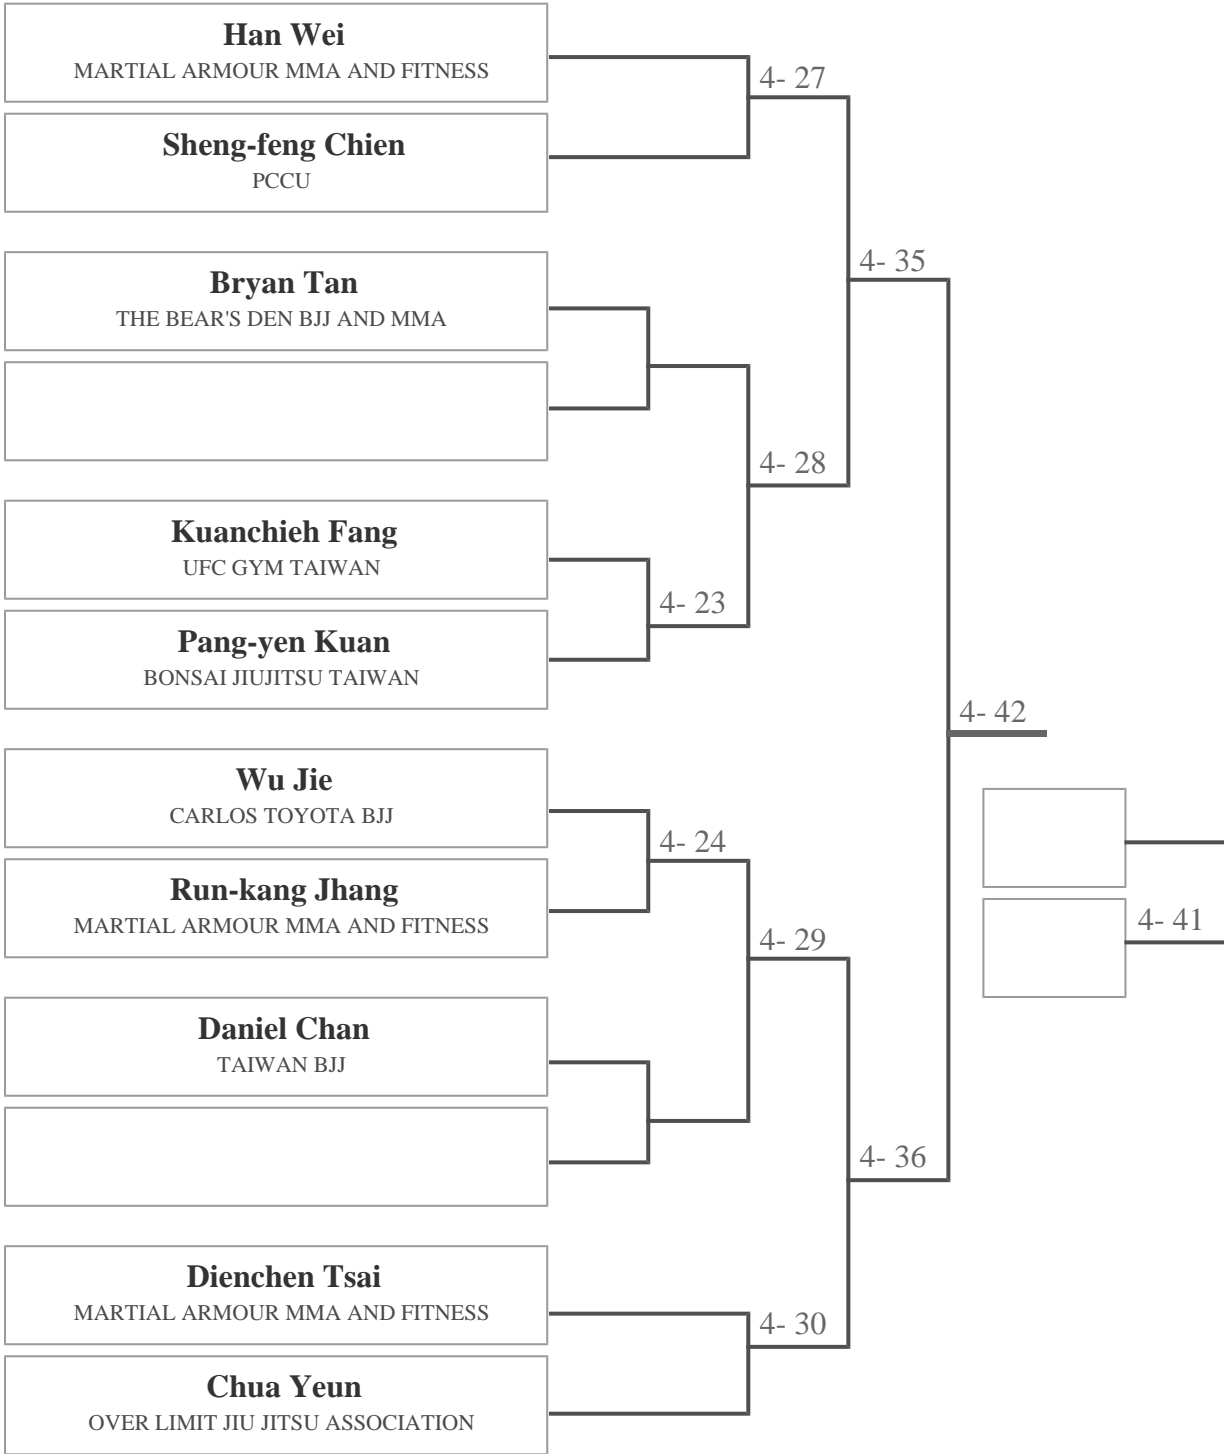 Han Wei
MARTIAL ARMOUR MMA AND FITNESS
4- 27
Sheng-feng Chien
PCCU
4- 35
Bryan Tan
THE BEAR'S DEN BJJ AND MMA
4- 28
Kuanchieh Fang
UFC GYM TAIWAN
4- 23
Pang-yen Kuan
BONSAI JIUJITSU TAIWAN
4- 42
Wu Jie
CARLOS TOYOTA BJJ
4- 24
Run-kang Jhang
MARTIAL ARMOUR MMA AND FITNESS
4- 29
4- 41
Daniel Chan
TAIWAN BJJ
4- 36
Dienchen Tsai
MARTIAL ARMOUR MMA AND FITNESS
4- 30
Chua Yeun
OVER LIMIT JIU JITSU ASSOCIATION